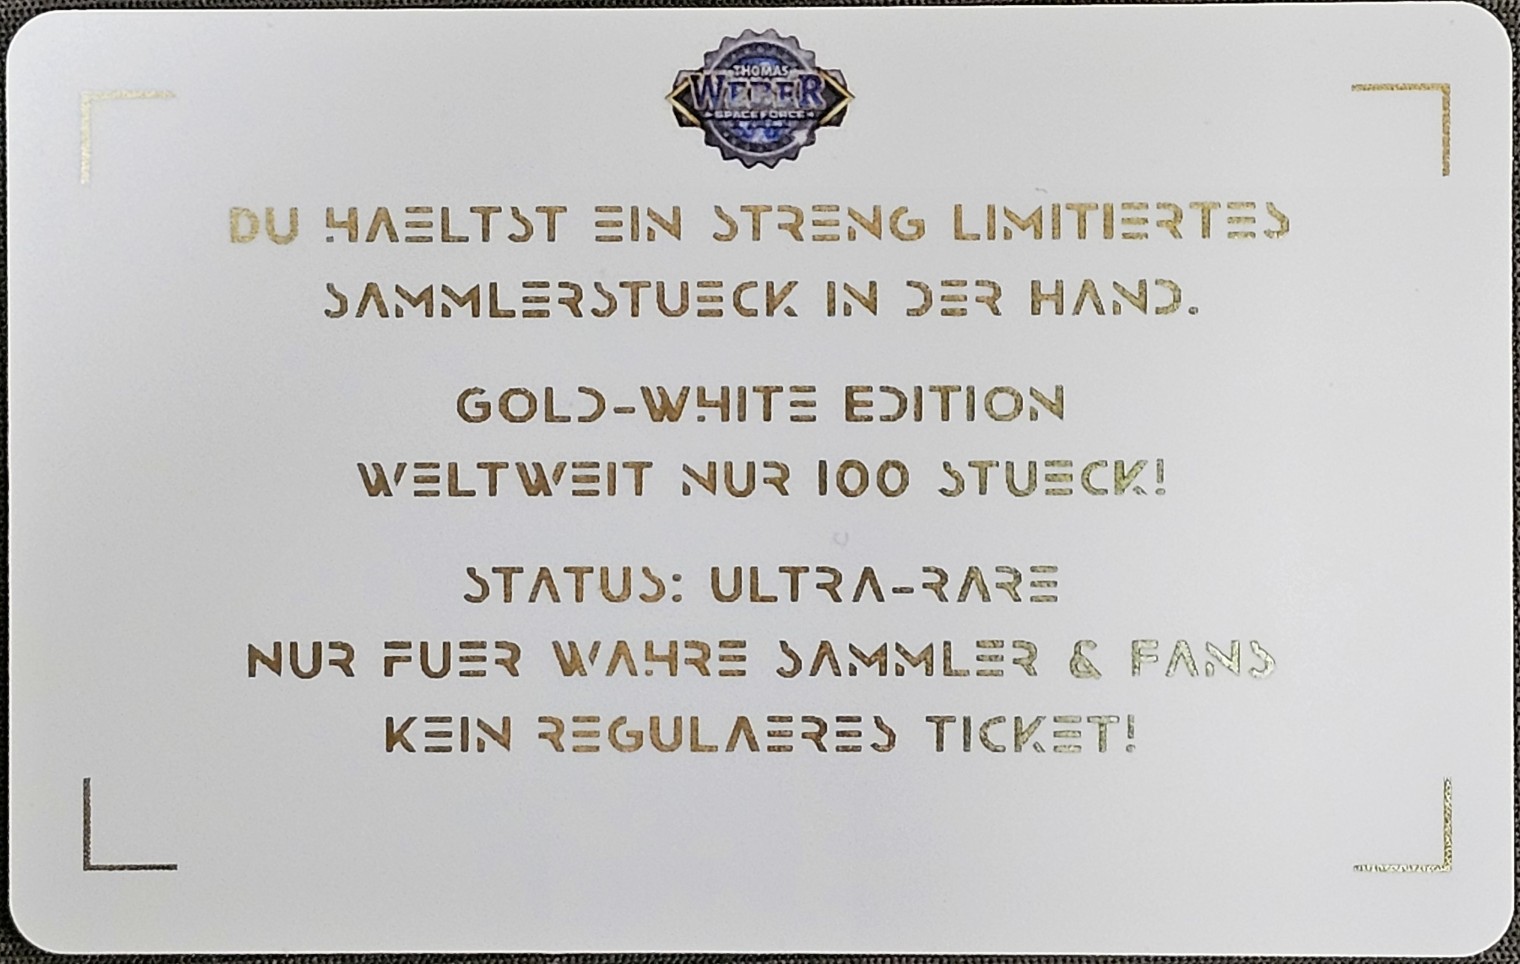 THOMAS
WEBER
SPACE FORCE
DU HAELTST EIN STRENG LIMITIERTES
SAMMLERSTUECK IN DER HAND.
GOLD-WHITE EDITION
WELTWEIT NUR 100 STUECK!
STATUS: ULTRA-RARE
NUR FUER WAHRE SAMMLER & FANS
KEIN REGULAERES TICKET!